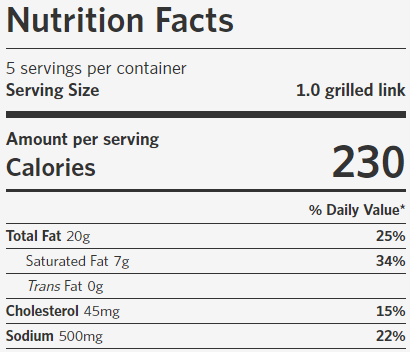 Nutrition Facts
5 servings per container
Serving Size 1.0 grilled link
Amount per serving
Calories 230
% Daily Value*
Total Fat 20g 25%
Saturated Fat 7g 34%
Trans Fat 0g
Cholesterol 45mg 15%
Sodium 500mg 22%